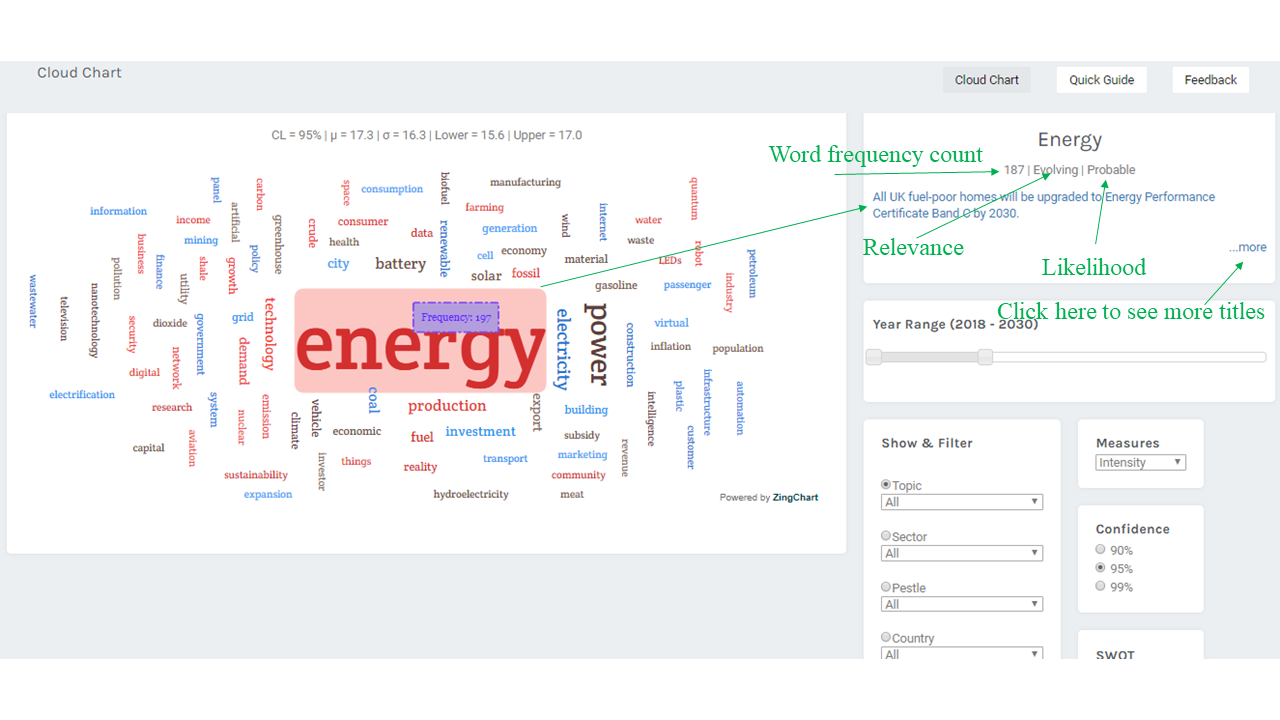 Cloud Chart
Cloud Chart
Quick Guide
Feedback
CL = 95% | μ = 17.3 | σ = 16.3 | Lower = 15.6 | Upper = 17.0
Energy
Word frequency count
187 | Evolving | Probable
All UK fuel-poor homes will be upgraded to Energy Performance
Certificate Band C by 2030.
Relevance
...more
Likelihood
Click here to see more titles
Year Range (2018 - 2030)
Show & Filter
Topic
All
Sector
All
Pestle
All
Country
All
Measures
Intensity
Confidence
90%
95%
99%
SWOT
panel
carbon
space
consumption
biofuel
manufacturing
quantum
information
income
artificial
greenhouse
crude
consumer
farming
wind
internet
water
data
renewable
generation
waste
business
mining
policy
health
cell
economy
robot
LEDs
petroleum
pollution
finance
utility
shale
growth
city
battery
solar
fossil
material
gasoline
passenger
industry
wastewater
television
nanotechnology
security
dioxide
government
grid
technology
Frequency: 197
energy
electricity
power
construction
virtual
inflation
population
demand
network
digital
electrification
research
system
nuclear
emission
climate
vehicle
coal
production
export
building
intelligence
plastic
infrastructure
automation
capital
aviation
economic
fuel
investment
subsidy
revenue
customer
sustainability
investor
things
reality
transport
marketing
community
expansion
hydroelectricity
meat
Powered by ZingChart